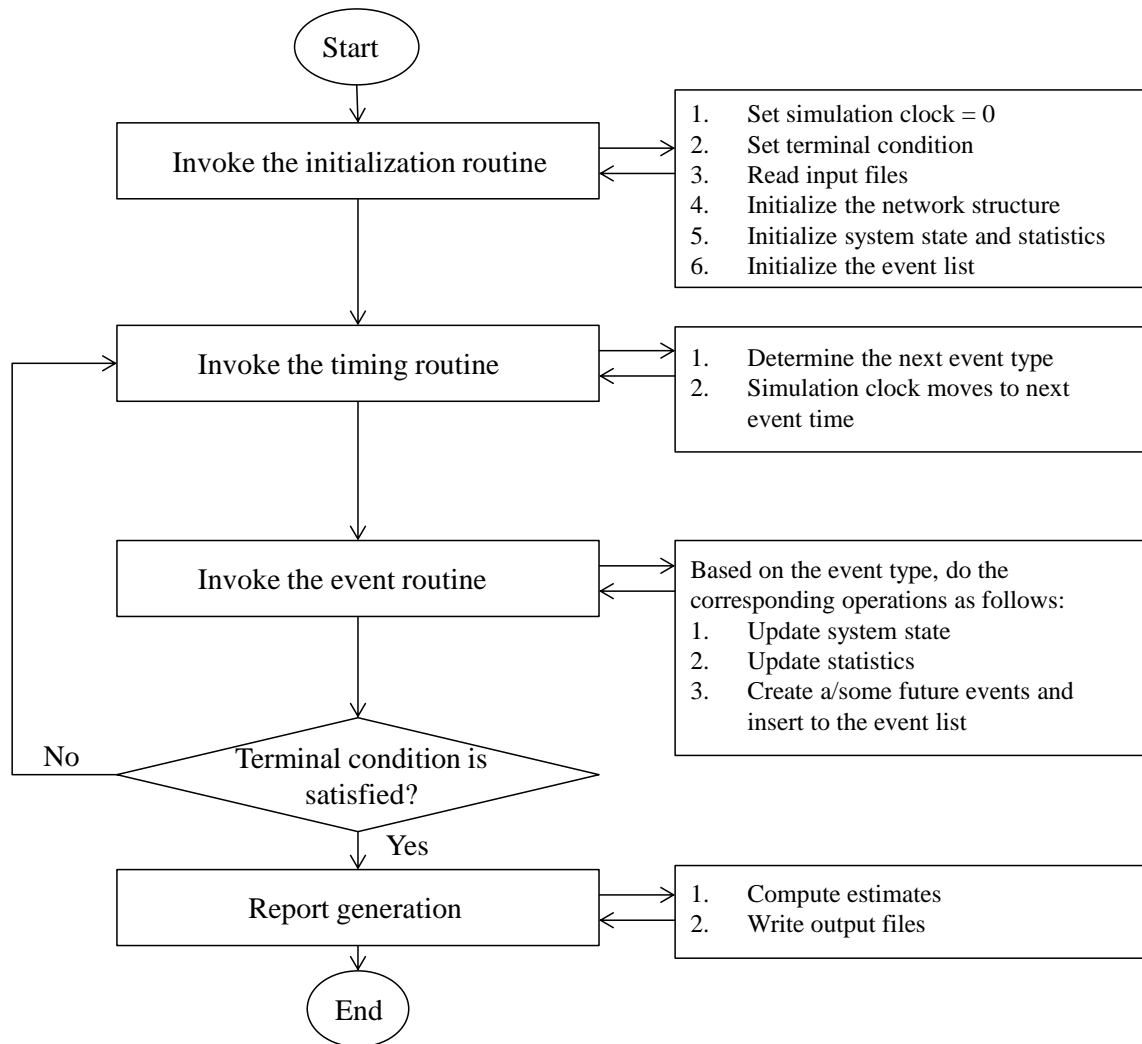 Start
Invoke the initialization routine
1. Set simulation clock = 0
2. Set terminal condition
3. Read input files
4. Initialize the network structure
5. Initialize system state and statistics
6. Initialize the event list
Invoke the timing routine
1. Determine the next event type
2. Simulation clock moves to next
event time
Invoke the event routine
Based on the event type, do the
corresponding operations as follows:
1. Update system state
2. Update statistics
3. Create a/some future events and
insert to the event list
No
Terminal condition is
satisfied?
Yes
Report generation
1. Compute estimates
2. Write output files
End